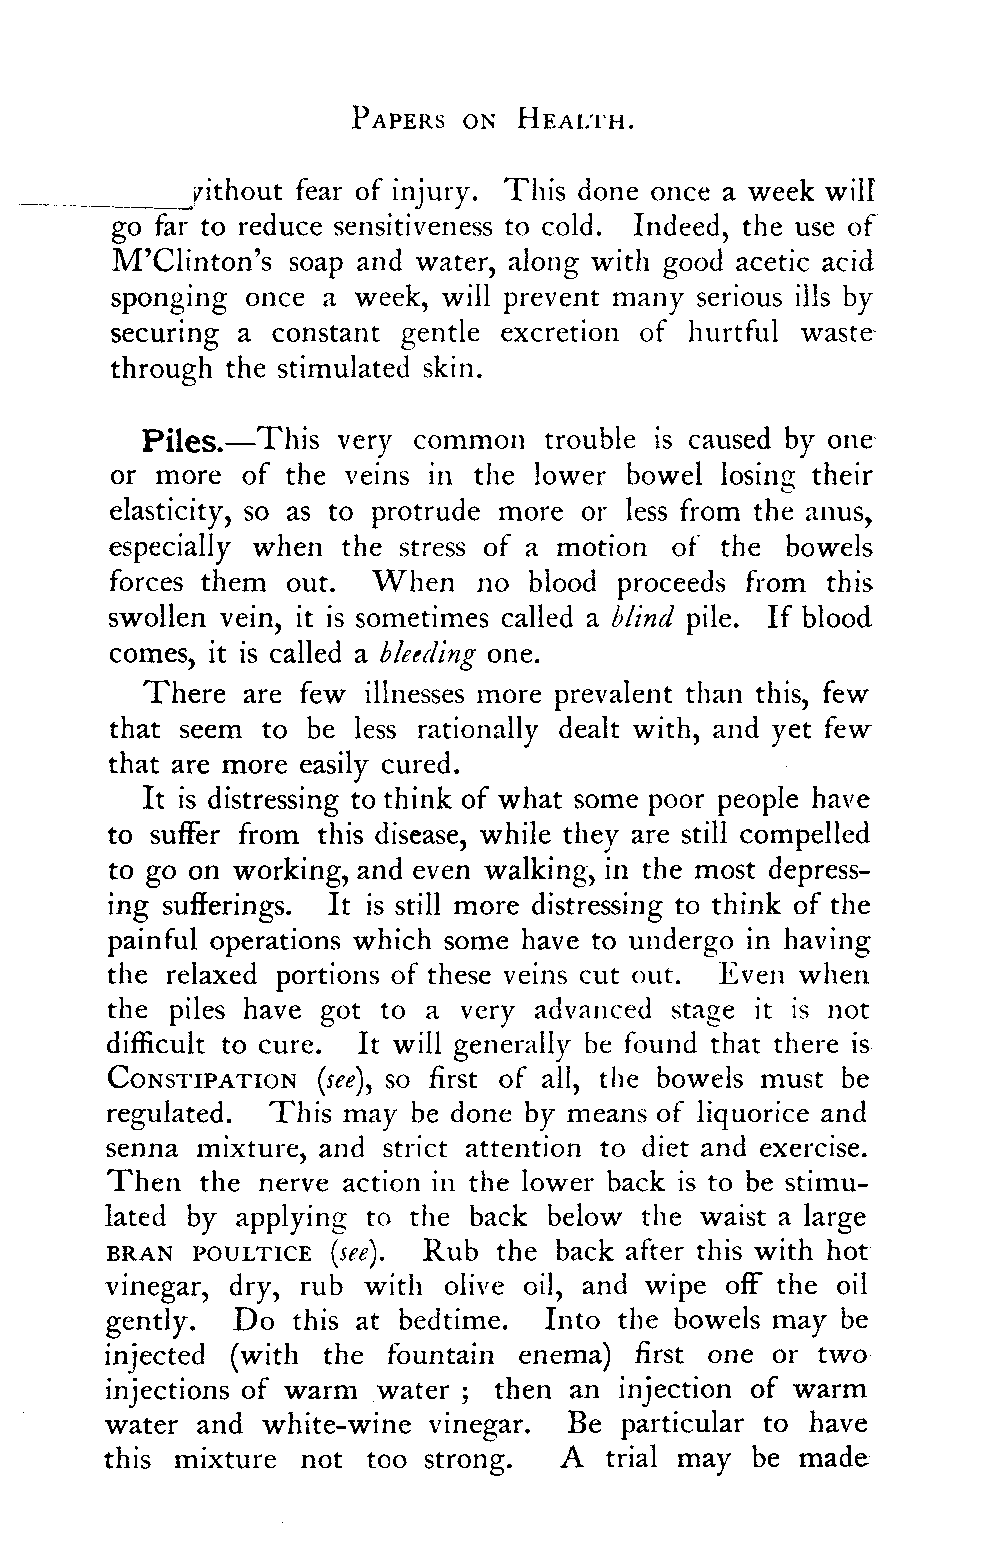 PAPERS ON HEALTH.
without fear of injury. This done once a week will
go far to reduce sensitiveness to cold. Indeed, the use of
M'Clinton's soap and water, along with good acetic acid
sponging once a week, will prevent many serious ills by
securing a constant gentle excretion of hurtful waste
through the stimulated skin.
Piles.—This very common trouble is caused by one
or more of the veins in the lower bowel losing their
elasticity, so as to protrude more or less from the anus,
especially when the stress of a motion of the bowels
forces them out. When no blood proceeds from this
swollen vein, it is sometimes called a blind pile. If blood
comes, it is called a bleeding one.
There are few illnesses more prevalent than this, few
that seem to be less rationally dealt with, and yet few
that are more easily cured.
It is distressing to think of what some poor people have
to suffer from this disease, while they are still compelled
to go on working, and even walking, in the most depress-
ing sufferings. It is still more distressing to think of the
painful operations which some have to undergo in having
the relaxed portions of these veins cut out. Even when
the piles have got to a very advanced stage it is not
difficult to cure. It will generally be found that there is
CONSTIPATION (see), so first of all, the bowels must be
regulated. This may be done by means of liquorice and
senna mixture, and strict attention to diet and exercise.
Then the nerve action in the lower back is to be stimu-
lated by applying to the back below the waist a large
BRAN POULTICE (see). Rub the back after this with hot
vinegar, dry, rub with olive oil, and wipe off the oil
gently. Do this at bedtime. Into the bowels may be
injected (with the fountain enema) first one or two
injections of warm water ; then an injection of warm
water and white-wine vinegar. Be particular to have
this mixture not too strong. A trial may be made